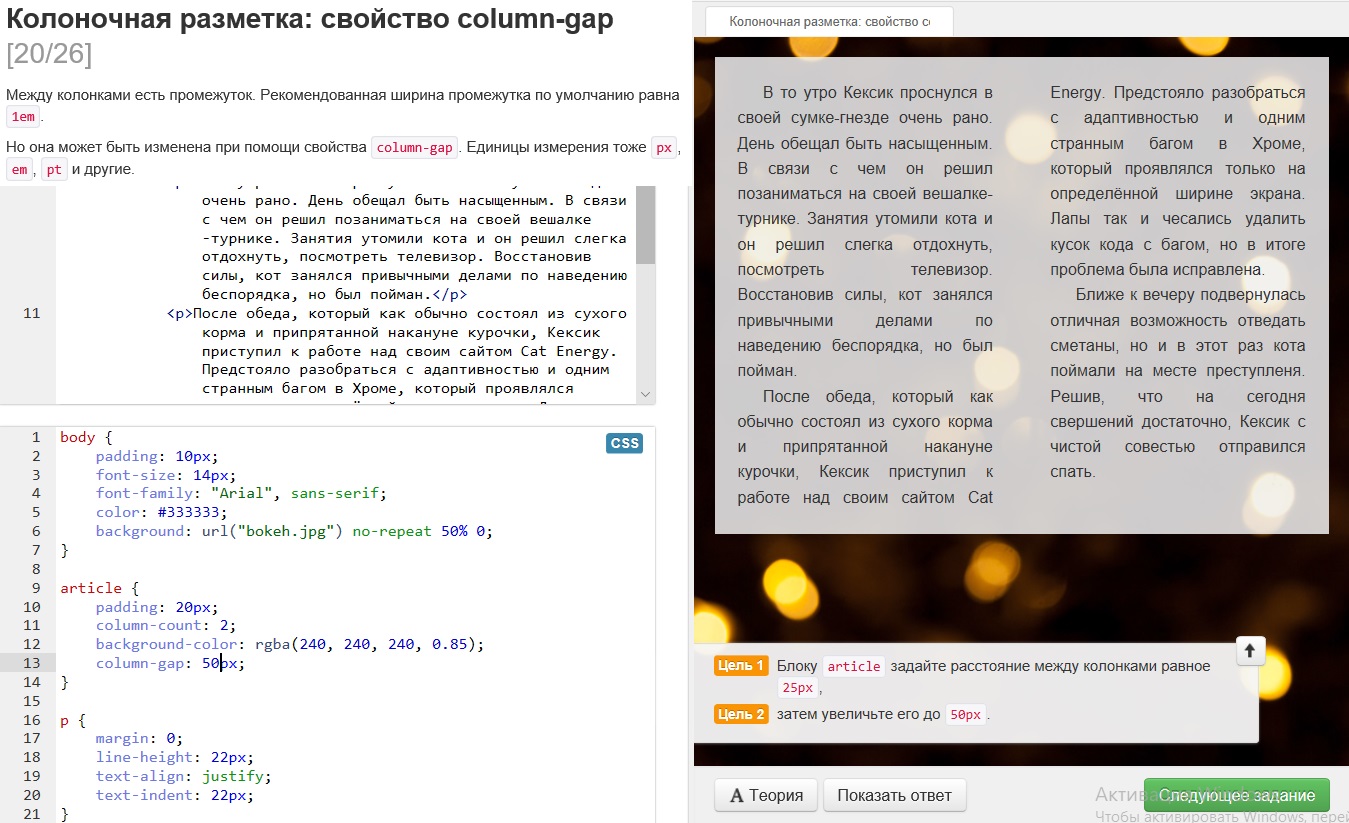 Колоночная разметка: свойство column-gap
[20/26]
Между колонками есть промежуток. Рекомендованная ширина промежутка по умолчанию равна
1em.
Но она может быть изменена при помощи свойства column-gap. Единицы измерения тоже px,
em, pt и другие.
очень рано. День обещал быть насыщенным. В связи
с чем он решил позаниматься на своей вешалке
-турнике. Занятия утомили кота и он решил слегка
отдохнуть, посмотреть телевизор. Восстановив
силы, кот занялся привычными делами по наведению
беспорядка, но был пойман.</p>
11 <p>После обеда, который как обычно состоял из сухого
корма и припрятанной накануне курочки, Кексик
приступил к работе над своим сайтом Cat Energy.
Предстояло разобраться с адаптивностью и одним
странным багом в Хроме, который проявлялся
CSS
1 body {
2 padding: 10px;
3 font-size: 14px;
4 font-family: "Arial", sans-serif;
5 color: #333333;
6 background: url("bokeh.jpg") no-repeat 50% 0;
7 }
8
9 article {
10 padding: 20px;
11 column-count: 2;
12 background-color: rgba(240, 240, 240, 0.85);
13 column-gap: 50px;
14 }
15
16 p {
17 margin: 0;
18 line-height: 22px;
19 text-align: justify;
20 text-indent: 22px;
21 }
Колоночная разметка: свойство сс
В то утро Кексик проснулся в
своей сумке-гнезде очень рано.
День обещал быть насыщенным.
В связи с чем он решил
позаниматься на своей вешалке-
турнике. Занятия утомили кота и
он решил слегка отдохнуть,
посмотреть телевизор.
Восстановив силы, кот занялся
привычными делами по
наведению беспорядка, но был
пойман.
После обеда, который как
обычно состоял из сухого корма
и припрятанной накануне
курочки, Кексик приступил к
работе над своим сайтом Cat
Energy. Предстояло разобраться
с адаптивностью и одним
странным багом в Хроме,
который проявлялся только на
определённой ширине экрана.
Лапы так и чесались удалить
кусок кода с багом, но в итоге
проблема была исправлена.
Ближе к вечеру подвернулась
отличная возможность отведать
сметаны, но и в этот раз кота
поймали на месте преступленя.
Решив, что на сегодня
свершений достаточно, Кексик с
чистой совестью отправился
спать.
Цель 1 Блоку article задайте расстояние между колонками равное
25px,
Цель 2 затем увеличьте его до 50px.
A Теория
Показать ответ
Следующее задание
Чтобы активировать Windows, перей